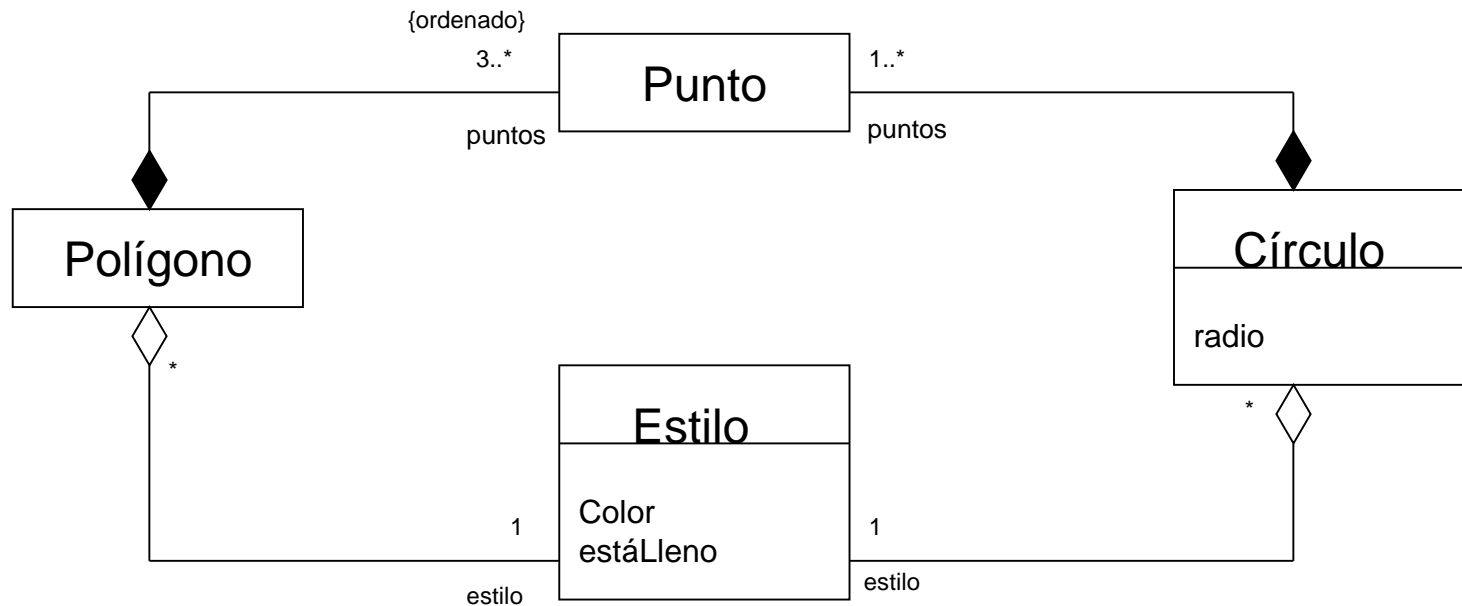 {ordenado}
3..*
Punto
1..*
puntos
puntos
Polígono
Círculo
radio
*
*
Estilo
Color
estáLleno
1
1
estilo
estilo